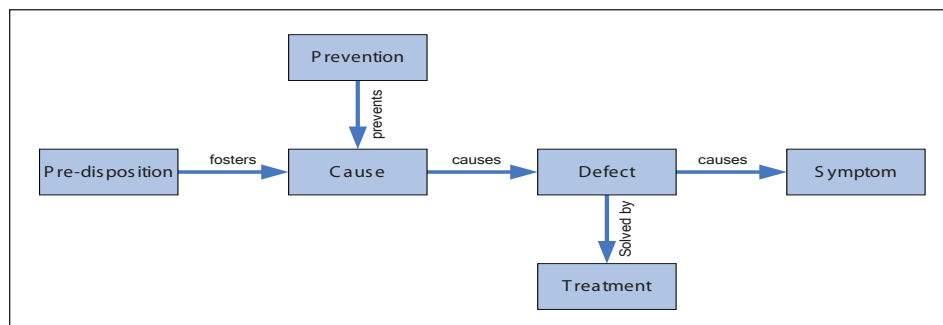 Prevention
prevents
Pre-disposition
fosters
Cause
causes
Defect
causes
Symptom
Solved by
Treatment